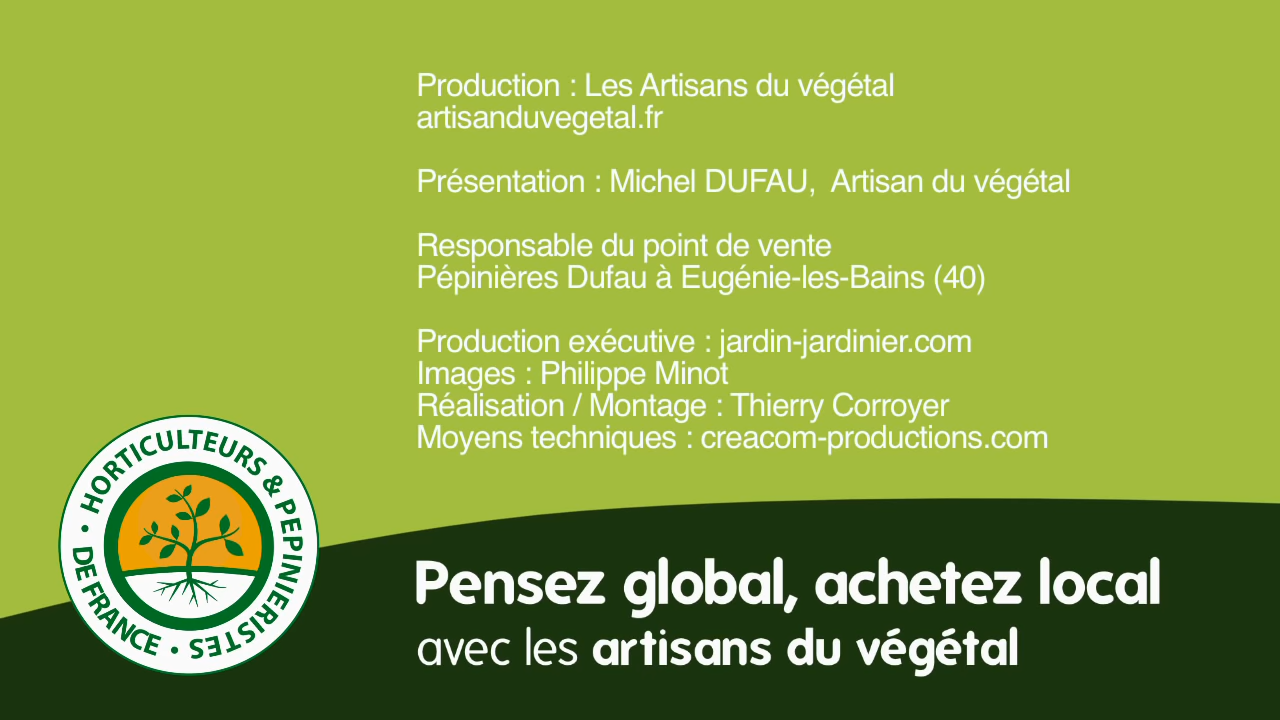 Production : Les Artisans du végétal
artisanduvegetal.fr
Présentation : Michel DUFAU,  Artisan du végétal
Responsable du point de vente
Pépinières Dufau à Eugénie-les-Bains (40)
Production exécutive : jardin-jardinier.com
Images : Philippe Minot
Réalisation / Montage : Thierry Corroyer
Moyens techniques : creacom-productions.com
HORTICULTEURS & PEPINIERISTES • DE FRANCE •
Pensez global, achetez local
avec les artisans du végétal